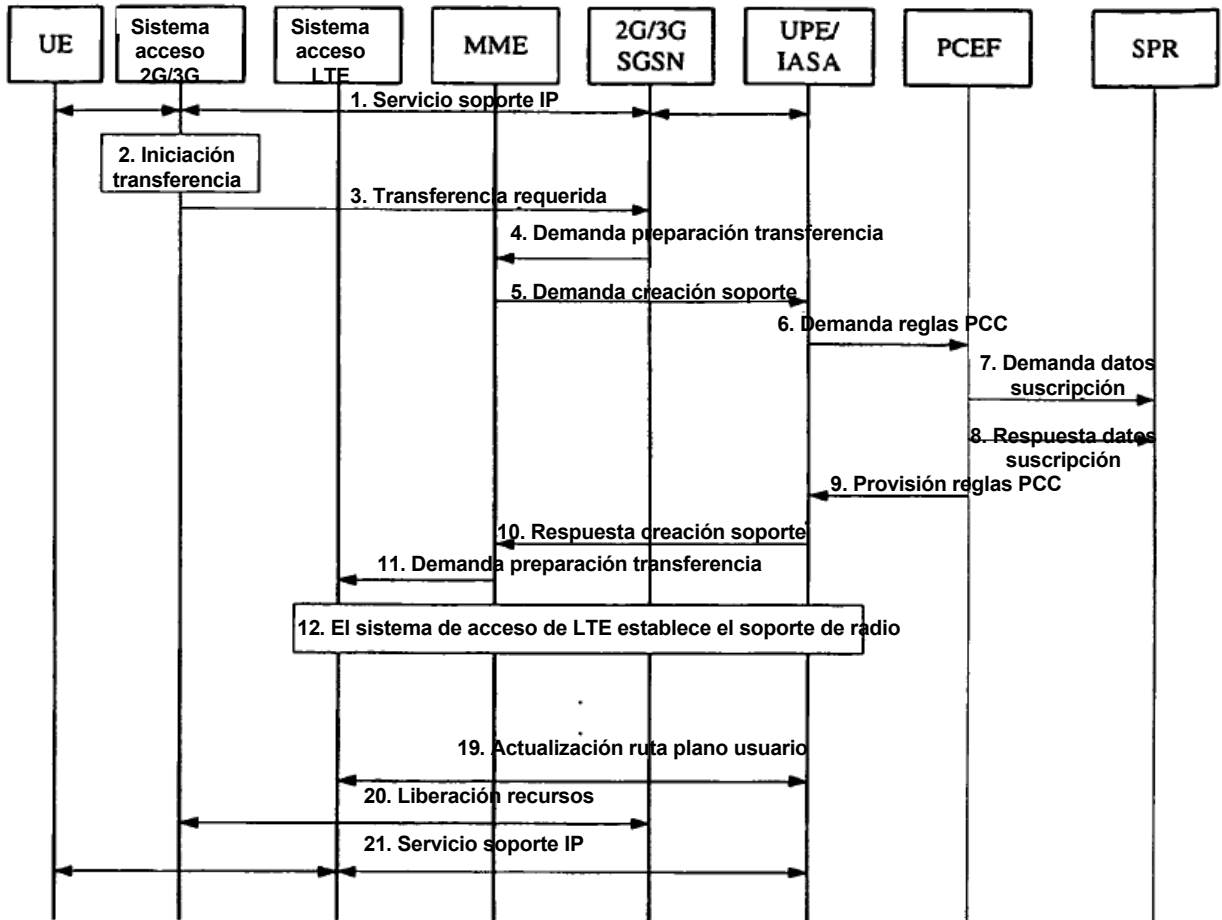 UE
Sistema
acceso
2G/3G
Sistema
acceso
LTE
MME
2G/3G
SGSN
UPE/
IASA
PCEF
SPR
1. Servicio soporte IP
2. Iniciación
transferencia
3. Transferencia requerida
4. Demanda preparación transferencia
5. Demanda creación soporte
6. Demanda reglas PCC
7. Demanda datos
suscripción
8. Respuesta datos
suscripción
9. Provisión reglas PCC
10. Respuesta creación soporte
11. Demanda preparación transferencia
12. El sistema de acceso de LTE establece el soporte de radio
19. Actualización ruta plano usuario
20. Liberación recursos
21. Servicio soporte IP